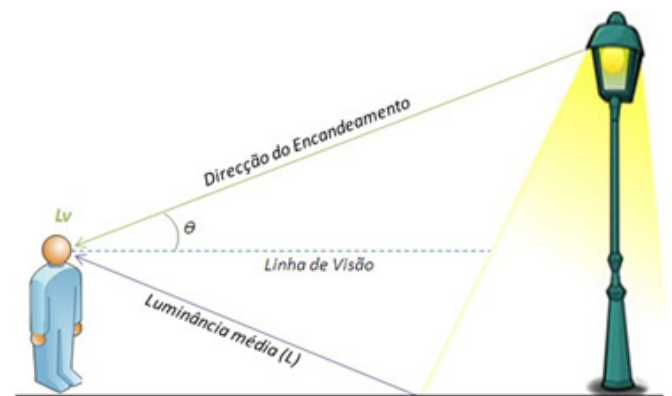 Direcção do Encandeamento
Lv
θ
Linha de Visão
Luminância média (L)